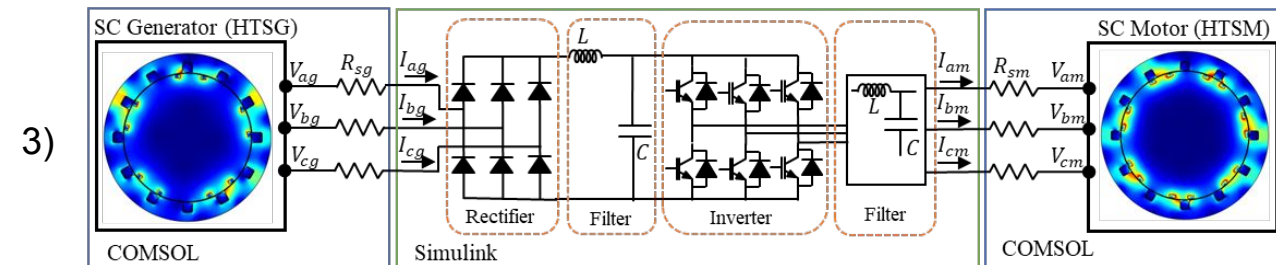 3)
SC Generator (HTSG)
V_ag
R_sg
I_ag
V_bg
I_bg
V_cg
I_cg
COMSOL
L
C
Rectifier
Filter
Inverter
Simulink
L
C
Filter
I_am
R_sm
V_am
I_bm
V_bm
I_cm
V_cm
SC Motor (HTSM)
COMSOL